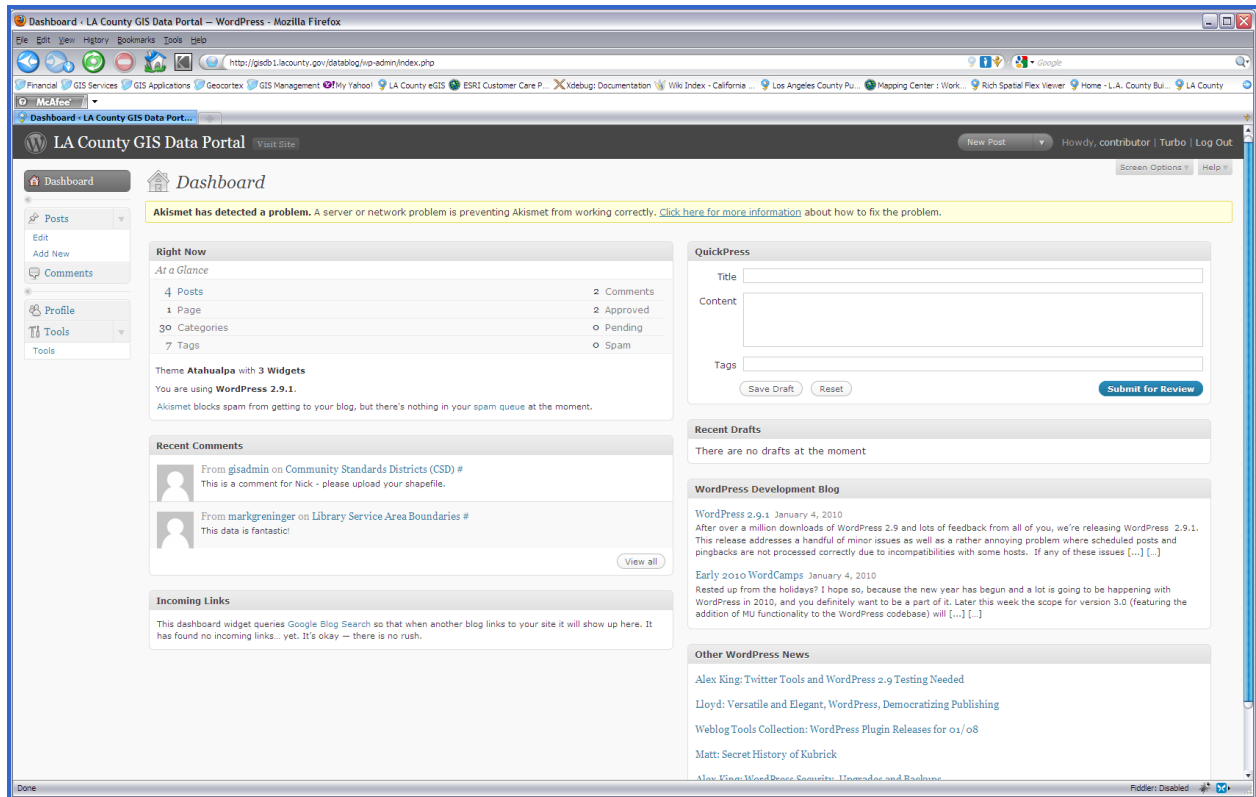 Dashboard ‹ LA County GIS Data Portal — WordPress - Mozilla Firefox
File Edit View History Bookmarks Tools Help
http://gisdb1.lacounty.gov/datablog/wp-admin/index.php
Google
Financial GIS Services GIS Applications Geocortex GIS Management My Yahoo! LA County eGIS ESRI Customer Care P... Xdebug: Documentation Wiki Index - California ... Los Angeles County Pu... Mapping Center : Work... Rich Spatial Flex Viewer Home - L.A. County Bui... LA County
McAfee
Dashboard ‹ LA County GIS Data Port...
LA County GIS Data Portal Visit Site
New Post
Howdy, contributor | Turbo | Log Out
Screen Options Help
Dashboard
Posts
Edit
Add New
Comments
Profile
Tools
Tools
Dashboard
Akismet has detected a problem. A server or network problem is preventing Akismet from working correctly. Click here for more information about how to fix the problem.
Right Now
At a Glance
4 Posts 2 Comments
1 Page 2 Approved
30 Categories 0 Pending
7 Tags 0 Spam
Theme Atahualpa with 3 Widgets
You are using WordPress 2.9.1.
Akismet blocks spam from getting to your blog, but there's nothing in your spam queue at the moment.
Recent Comments
From gisadmin on Community Standards Districts (CSD) #
This is a comment for Nick - please upload your shapefile.
From markgreninger on Library Service Area Boundaries #
This data is fantastic!
View all
Incoming Links
This dashboard widget queries Google Blog Search so that when another blog links to your site it will show up here. It
has found no incoming links... yet. It's okay — there is no rush.
QuickPress
Title
Content
Tags
Save Draft Reset Submit for Review
Recent Drafts
There are no drafts at the moment
WordPress Development Blog
WordPress 2.9.1 January 4, 2010
After over a million downloads of WordPress 2.9 and lots of feedback from all of you, we're releasing WordPress 2.9.1.
This release addresses a handful of minor issues as well as a rather annoying problem where scheduled posts and
pingbacks are not processed correctly due to incompatibilities with some hosts. If any of these issues [...] [...]
Early 2010 WordCamps January 4, 2010
Rested up from the holidays? I hope so, because the new year has begun and a lot is going to be happening with
WordPress in 2010, and you definitely want to be a part of it. Later this week the scope for version 3.0 (featuring the
addition of MU functionality to the WordPress codebase) will [...] [...]
Other WordPress News
Alex King: Twitter Tools and WordPress 2.9 Testing Needed
Lloyd: Versatile and Elegant, WordPress, Democratizing Publishing
Weblog Tools Collection: WordPress Plugin Releases for 01/08
Matt: Secret History of Kubrick
Alex King: WordPress Security, Upgrades and Backups
Done
Fiddler: Disabled